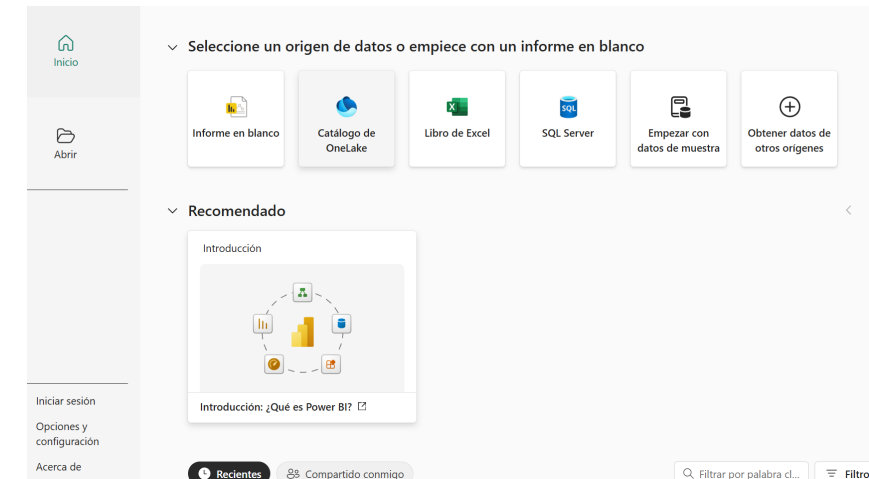 Inicio
Abrir
Iniciar sesión
Opciones y
configuración
Acerca de
Seleccione un origen de datos o empiece con un informe en blanco
Informe en blanco
Catálogo de
OneLake
Libro de Excel
SQL
SQL Server
Empezar con
datos de muestra
Obtener datos de
otros orígenes
Recomendado
Introducción
Introducción: ¿Qué es Power BI?
Recientes
Compartido conmigo
Filtrar por palabra cl...
Filtro